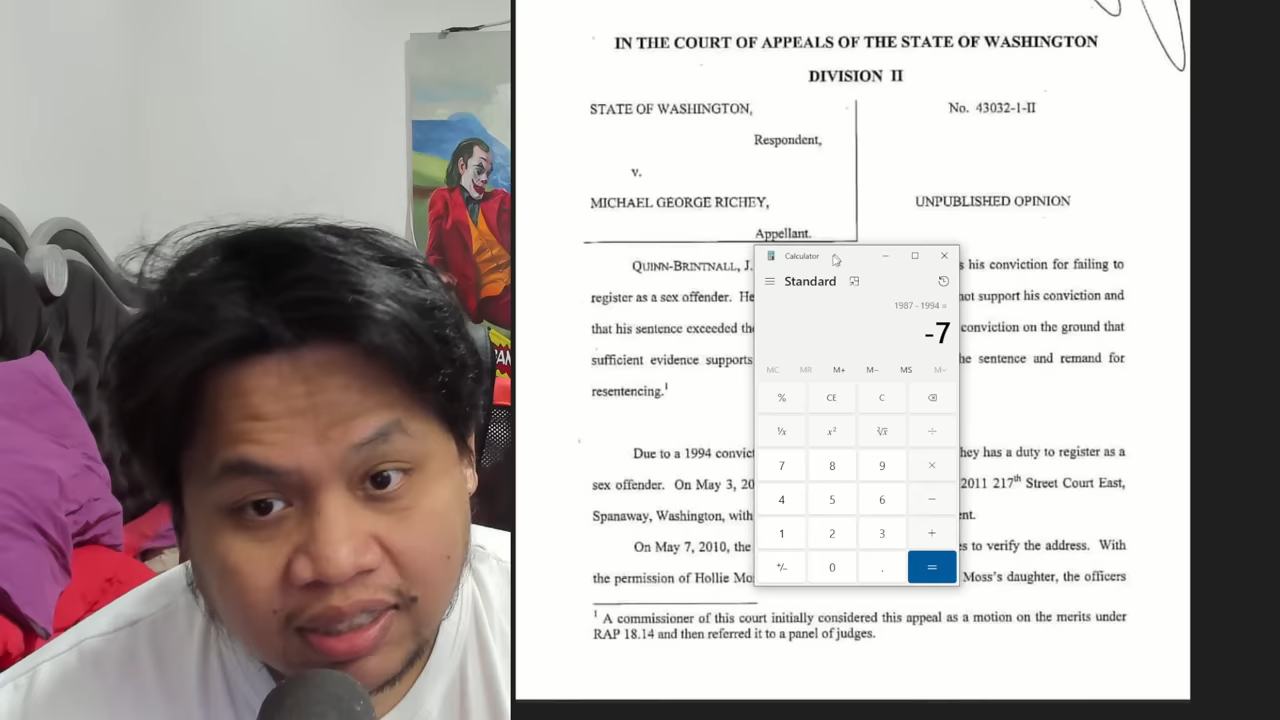 IN THE COURT OF APPEALS OF THE STATE OF WASHINGTON
DIVISION II
STATE OF WASHINGTON,
No. 43032-1-II
Respondent,
v.
MICHAEL GEORGE RICHEY,
UNPUBLISHED OPINION
Appellant.
Calculator
Standard
1987 - 1994 =
-7
MC MR M+ M− MS M
% CE C
¹/x x² ²√x ÷
7 8 9 ×
4 5 6 −
1 2 3 +
+/− 0 . =
QUINN-BRINTNALL, J. s his conviction for failing to
register as a sex offender. He not support his conviction and
that his sentence exceeded the conviction on the ground that
sufficient evidence supports he sentence and remand for
resentencing.¹
Due to a 1994 convict hey has a duty to register as a
sex offender. On May 3, 20 2011 217th Street Court East,
Spanaway, Washington, with ent.
On May 7, 2010, the es to verify the address. With
the permission of Hollie Mo Moss's daughter, the officers
¹ A commissioner of this court initially considered this appeal as a motion on the merits under
RAP 18.14 and then referred it to a panel of judges.